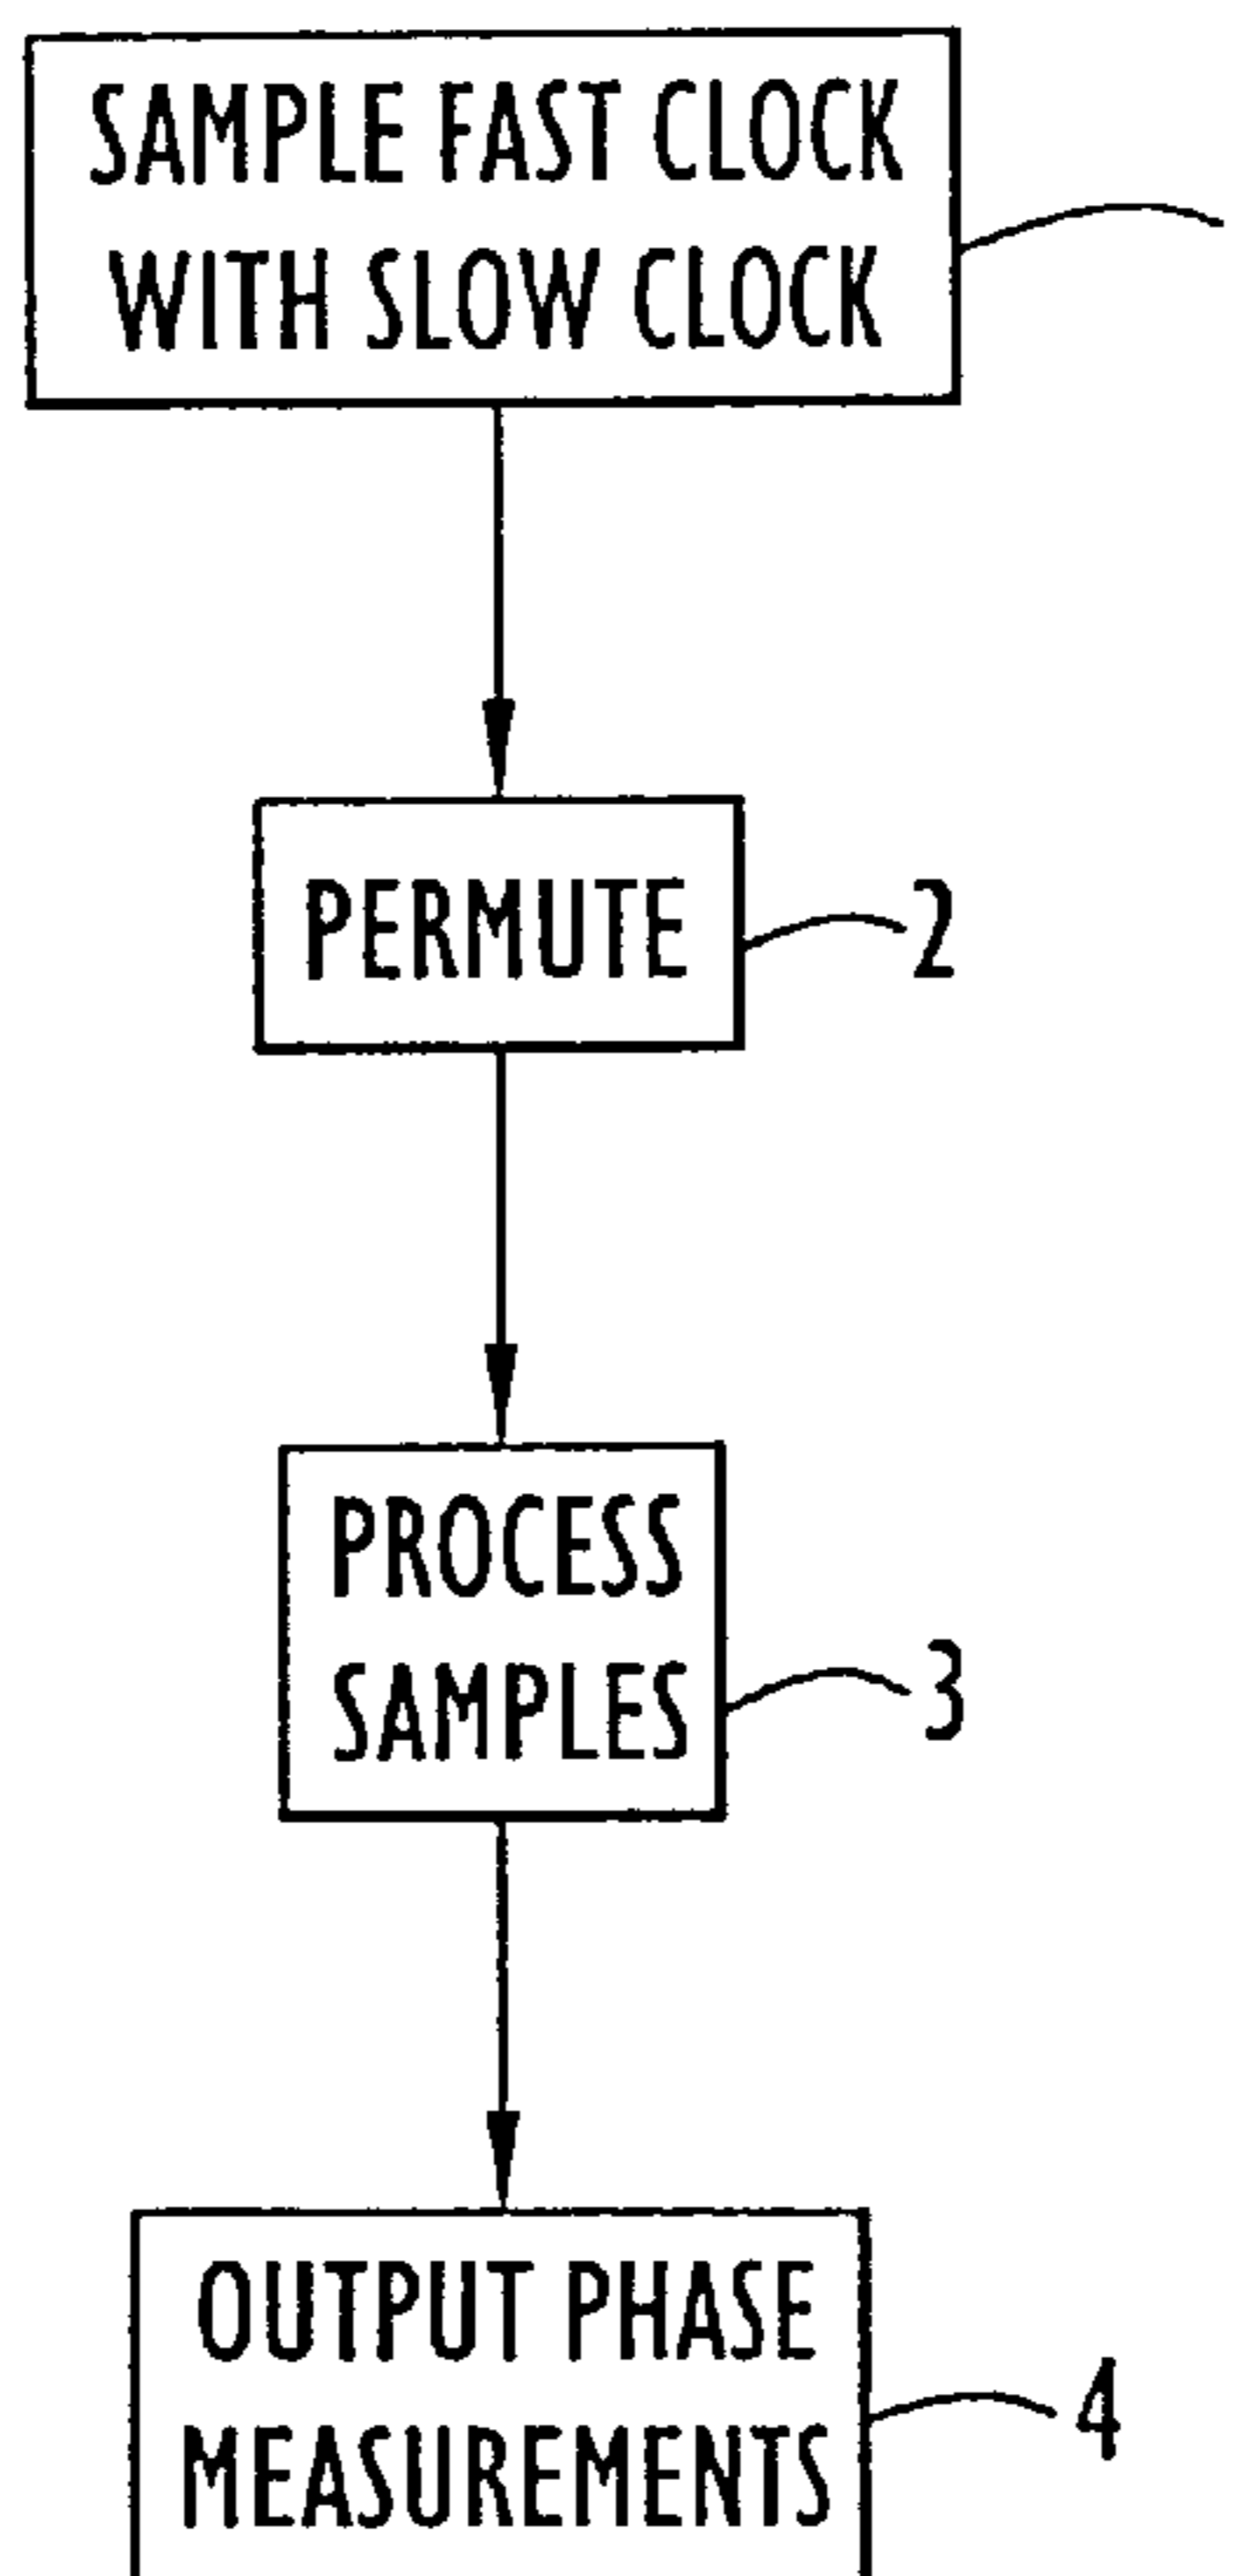 SAMPLE FAST CLOCK
WITH SLOW CLOCK
PERMUTE
2
PROCESS
SAMPLES
3
OUTPUT PHASE
MEASUREMENTS
4